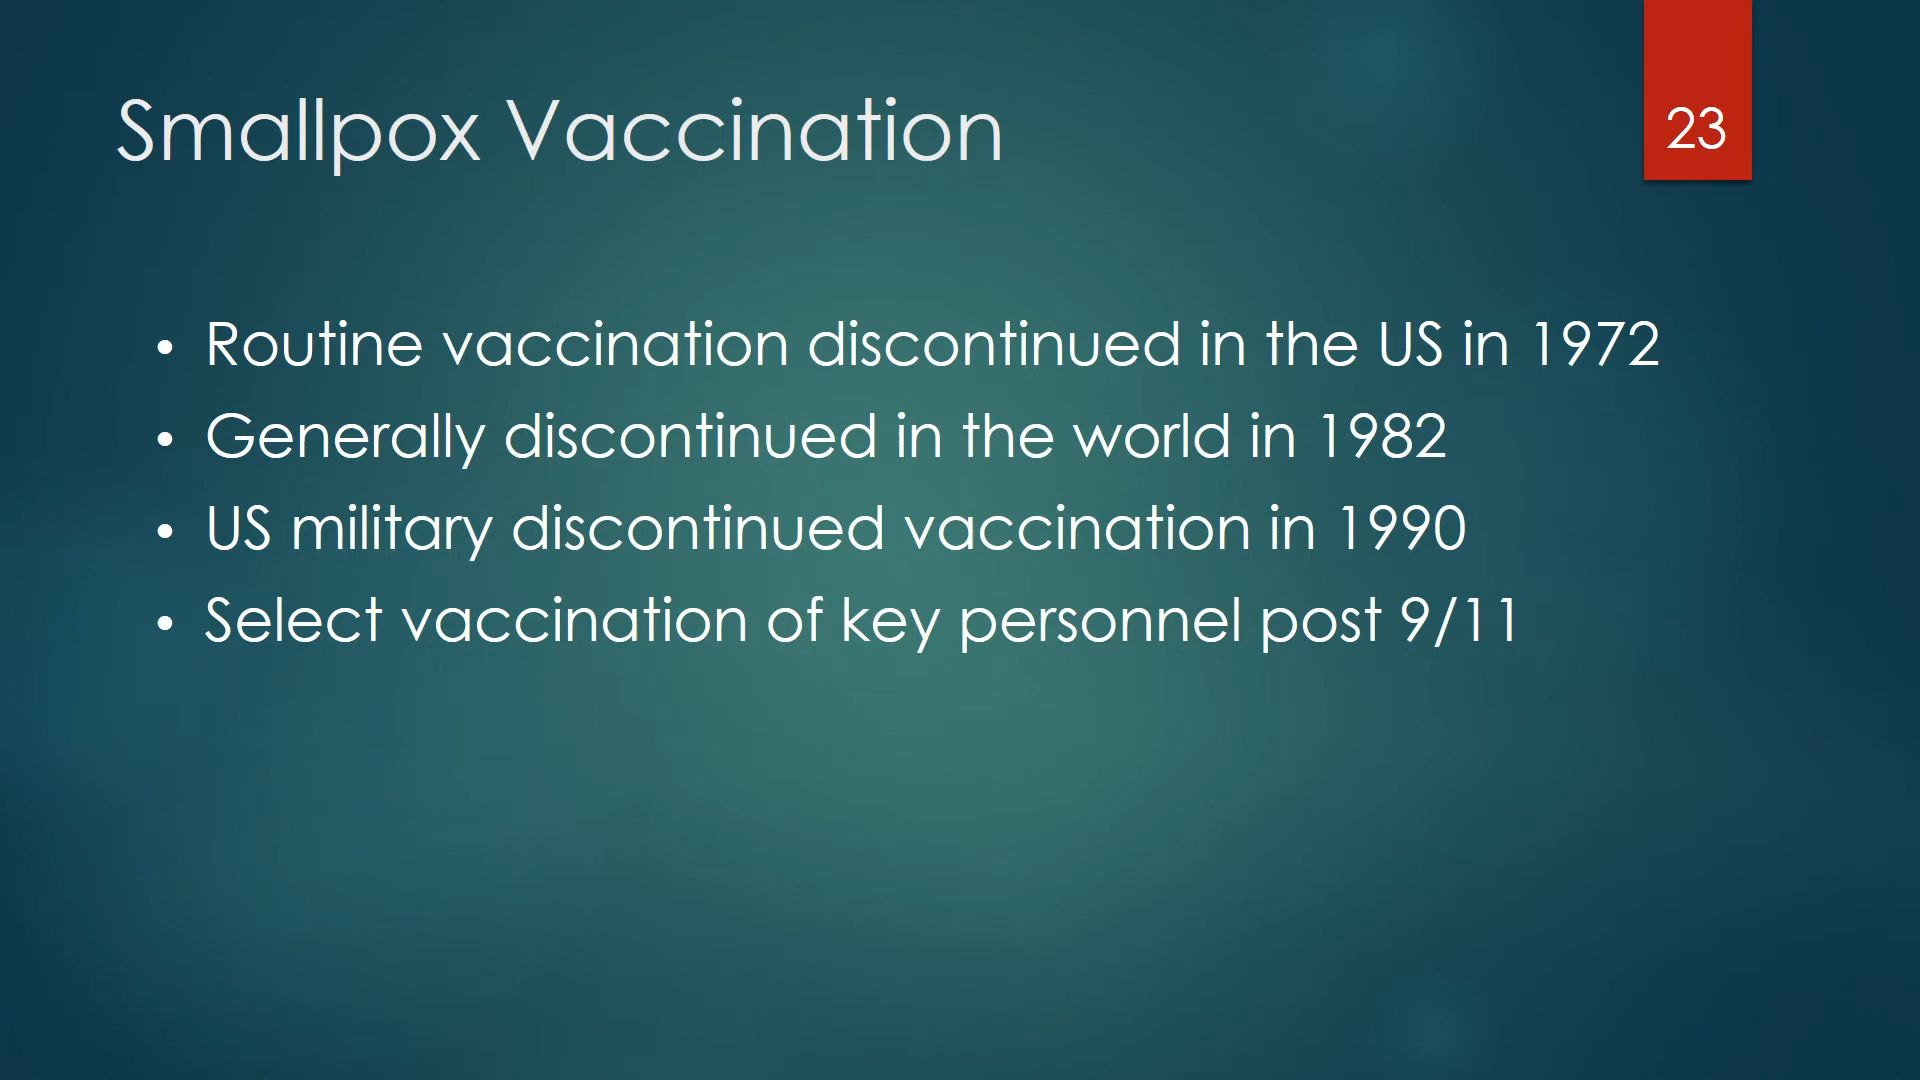 Smallpox Vaccination
23
• Routine vaccination discontinued in the US in 1972
• Generally discontinued in the world in 1982
• US military discontinued vaccination in 1990
• Select vaccination of key personnel post 9/11